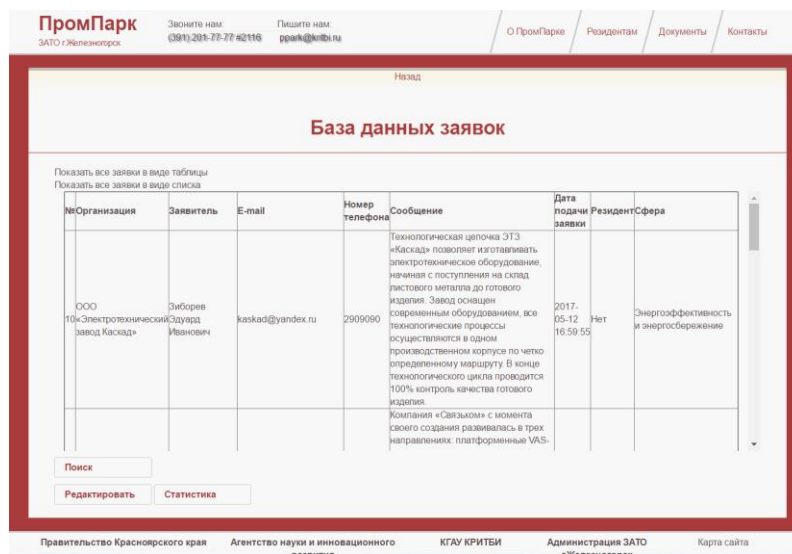 ПромПарк
ЗАТО г.Железногорск
Звоните нам:
(391) 201-77-77 #2116
Пишите нам:
ppark@kritbi.ru
О ПромПарке
Резидентам
Документы
Контакты
Назад
База данных заявок
Показать все заявки в виде таблицы
Показать все заявки в виде списка
№ Организация Заявитель E-mail Номер телефона Сообщение Дата подачи заявки Резидент Сфера
10
ООО
«Электротехнический
завод Каскад»
Зиборев
Эдуард
Иванович
kaskad@yandex.ru
2909090
Технологическая цепочка ЭТЗ
«Каскад» позволяет изготавливать
электротехническое оборудование,
начиная с поступления на склад
листового металла до готового
изделия. Завод оснащен
современным оборудованием, все
технологические процессы
осуществляются в одном
производственном корпусе по четко
определенному маршруту. В конце
технологического цикла проводится
100% контроль качества готового
изделия.
2017-
05-12
16:59:55
Нет
Энергоэффективность
и энергосбережение
Компания «Связьком» с момента
своего создания развивалась в трех
направлениях: платформенные VAS-
Поиск
Редактировать
Статистика
Правительство Красноярского края
Агентство науки и инновационного
КГАУ КРИТБИ
Администрация ЗАТО
Карта сайта